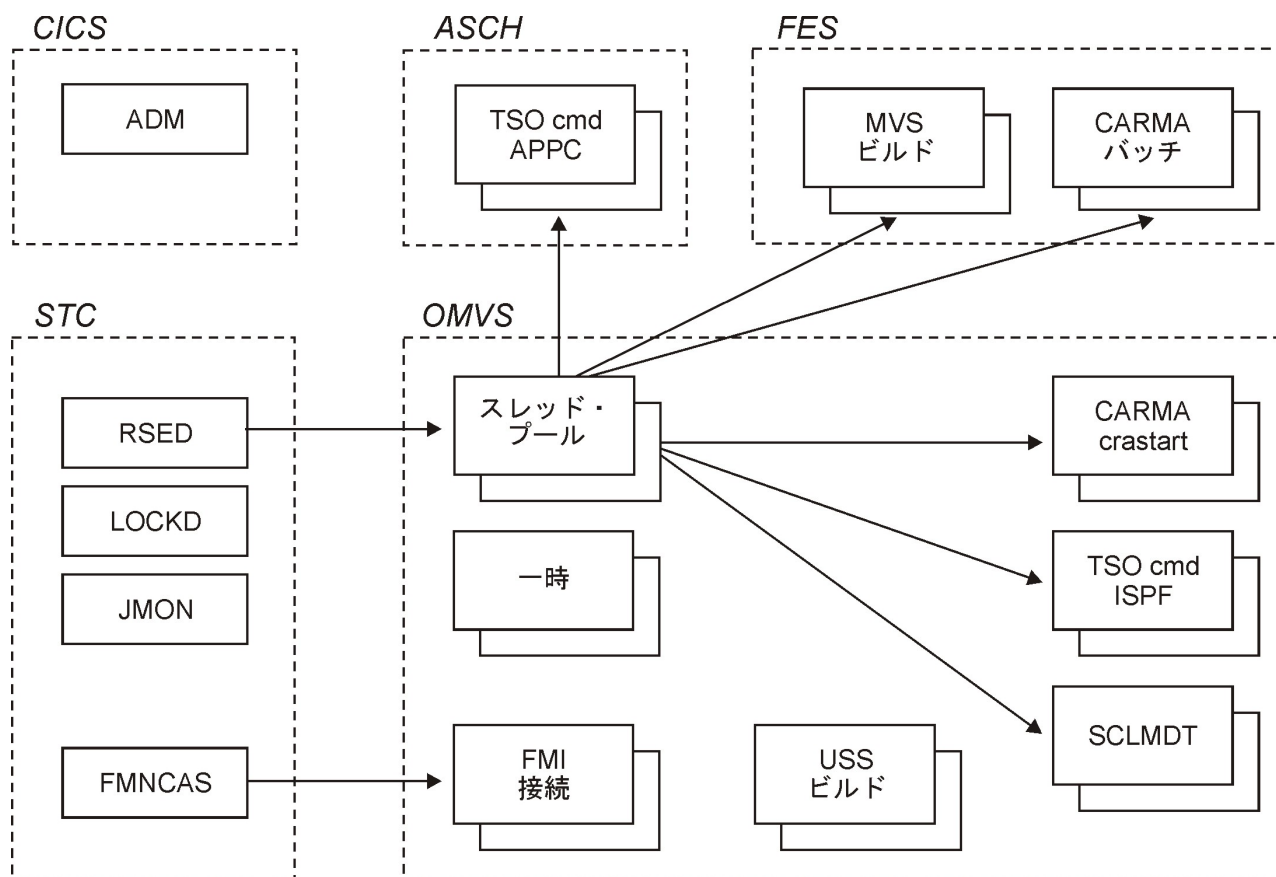 CICS
ADM
ASCH
TSO cmd
APPC
FES
MVS
ビルド
CARMA
バッチ
STC
RSED
LOCKD
JMON
FMNCAS
OMVS
スレッド・
プール
一時
FMI
接続
USS
ビルド
CARMA
crastart
TSO cmd
ISPF
SCLMDT